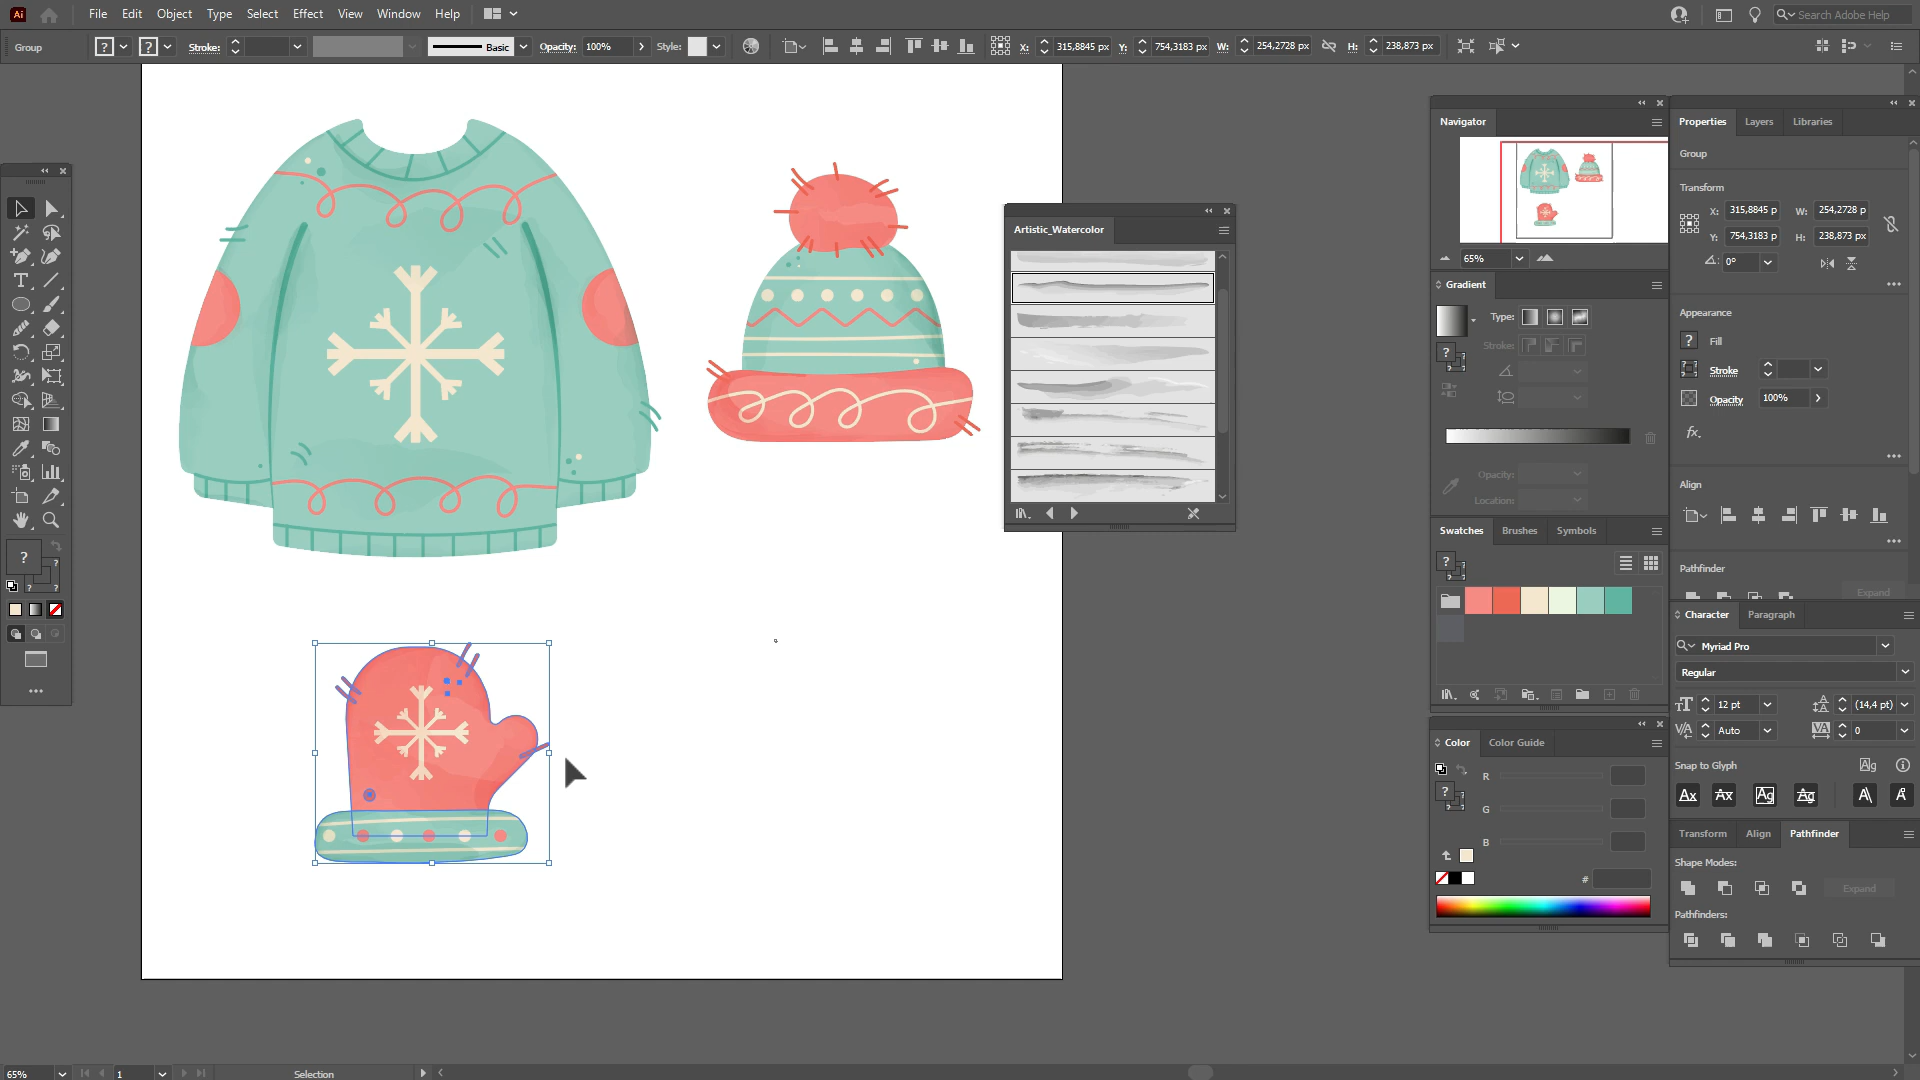 Ai File Edit Object Type Select Effect View Window Help Search Adobe Help
Group ? ? Stroke: Basic Opacity: 100% Style: X: 315,8845 px Y: 754,3183 px W: 254,2728 px H: 238,873 px
Navigator
65%
Properties Layers Libraries
Group
Transform
X: 315,8845 p W: 254,2728 p
Y: 754,3183 p H: 238,873 px
0°
Artistic_Watercolor
Gradient
Type:
Stroke:
Opacity:
Location:
Appearance
? Fill
Stroke
Opacity 100%
fx.
Align
Pathfinder
Expand
Swatches Brushes Symbols
Character Paragraph
Myriad Pro
Regular
12 pt (14,4 pt)
Auto 0
Snap to Glyph
Color Color Guide
R
G
B
#
Transform Align Pathfinder
Shape Modes:
Expand
Pathfinders:
65% 1 Selection